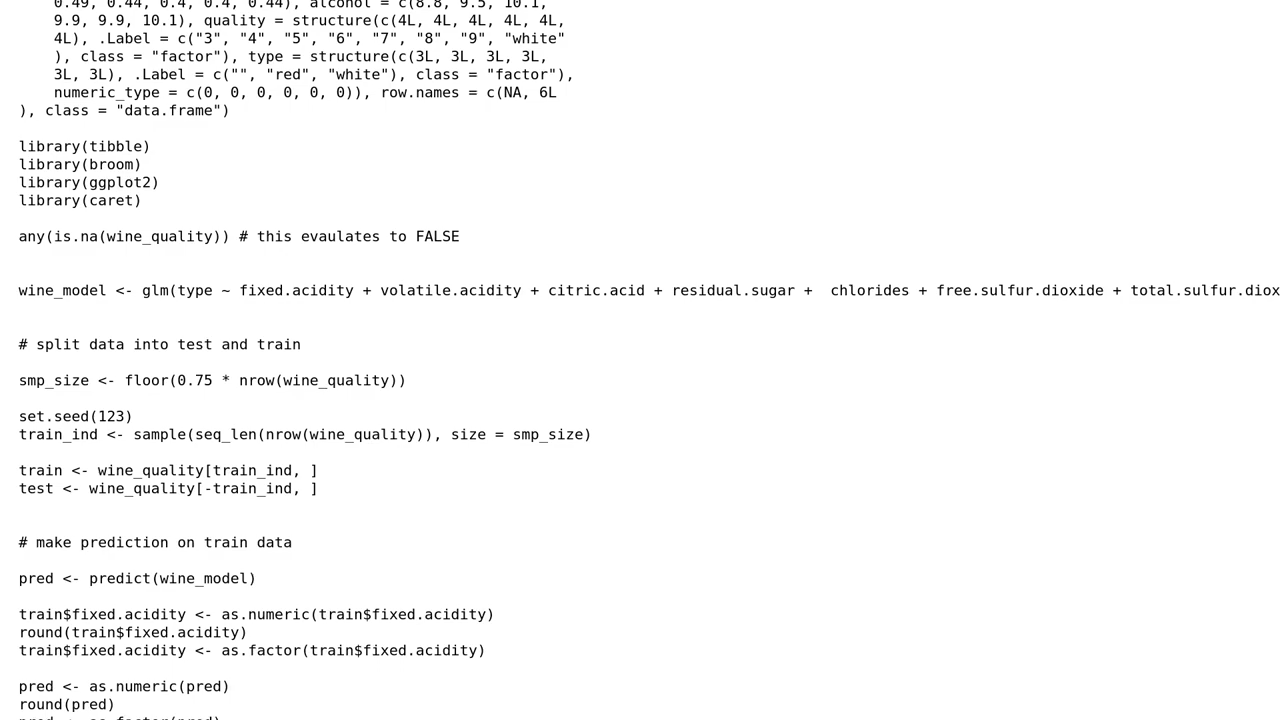 0.49, 0.44, 0.4, 0.4, 0.44), alcohol = c(8.8, 9.5, 10.1,
9.9, 9.9, 10.1), quality = structure(c(4L, 4L, 4L, 4L, 4L,
4L), .Label = c("3", "4", "5", "6", "7", "8", "9", "white"
), class = "factor"), type = structure(c(3L, 3L, 3L, 3L,
3L, 3L), .Label = c("", "red", "white"), class = "factor"),
numeric_type = c(0, 0, 0, 0, 0, 0)), row.names = c(NA, 6L
), class = "data.frame")
library(tibble)
library(broom)
library(ggplot2)
library(caret)
any(is.na(wine_quality)) # this evaulates to FALSE
wine_model <- glm(type ~ fixed.acidity + volatile.acidity + citric.acid + residual.sugar +  chlorides + free.sulfur.dioxide + total.sulfur.diox
# split data into test and train
smp_size <- floor(0.75 * nrow(wine_quality))
set.seed(123)
train_ind <- sample(seq_len(nrow(wine_quality)), size = smp_size)
train <- wine_quality[train_ind, ]
test <- wine_quality[-train_ind, ]
# make prediction on train data
pred <- predict(wine_model)
train$fixed.acidity <- as.numeric(train$fixed.acidity)
round(train$fixed.acidity)
train$fixed.acidity <- as.factor(train$fixed.acidity)
pred <- as.numeric(pred)
round(pred)
pred <- as.factor(pred)